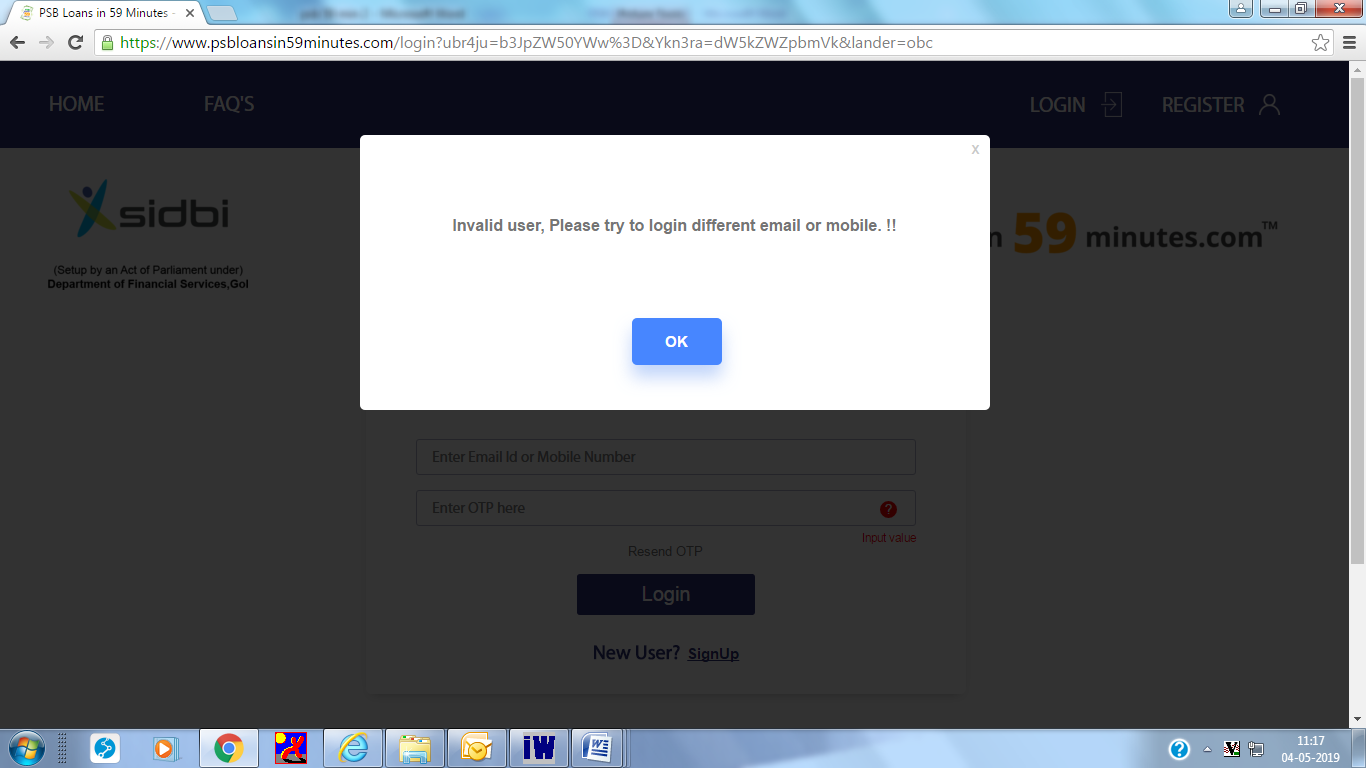 PSB Loans in 59 Minutes -
https://www.psbloansin59minutes.com/login?ubr4ju=b3JpZW50YWw%3D&Ykn3ra=dW5kZWZpbmVk&lander=obc
HOME FAQ'S LOGIN REGISTER
x
sidbi
(Setup by an Act of Parliament under)
Department of Financial Services,GoI
n 59 minutes.com™
Invalid user, Please try to login different email or mobile. !!
OK
Enter Email Id or Mobile Number
Enter OTP here ?
Input value
Resend OTP
Login
New User? SignUp
iW
11:17
04-05-2019